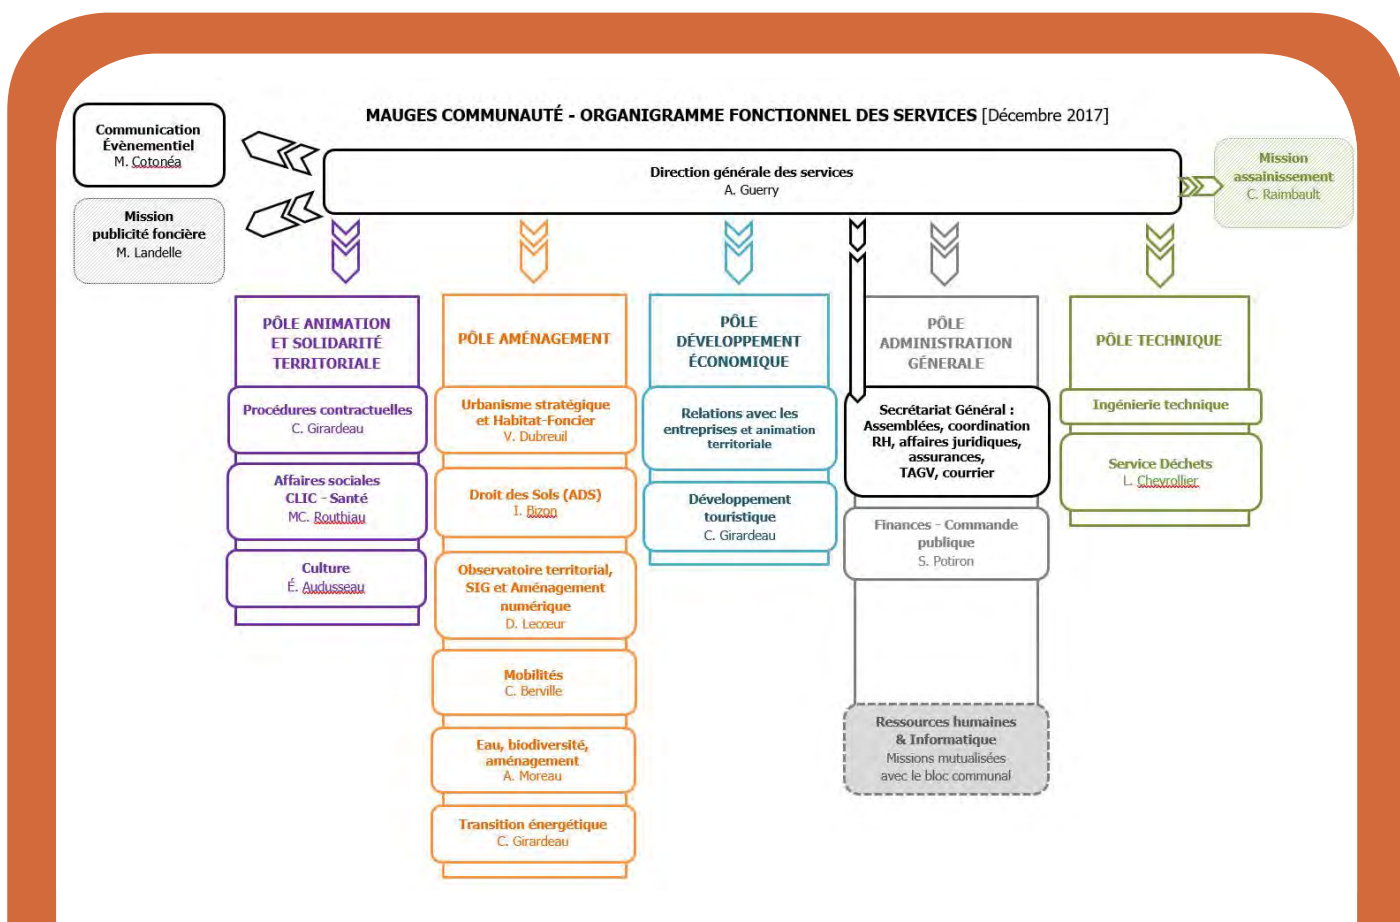 MAUGES COMMUNAUTÉ - ORGANIGRAMME FONCTIONNEL DES SERVICES [Décembre 2017]
Communication
Évènementiel
M. Cotonéa
Mission
publicité foncière
M. Landelle
Direction générale des services
A. Guerry
Mission
assainissement
C. Raimbault
PÔLE ANIMATION
ET SOLIDARITÉ
TERRITORIALE
Procédures contractuelles
C. Girardeau
Affaires sociales
CLIC - Santé
MC. Routhiau
Culture
É. Audusseau
PÔLE AMÉNAGEMENT
Urbanisme stratégique
et Habitat-Foncier
V. Dubreuil
Droit des Sols (ADS)
I. Bizon
Observatoire territorial,
SIG et Aménagement
numérique
D. Lecœur
Mobilités
C. Berville
Eau, biodiversité,
aménagement
A. Moreau
Transition énergétique
C. Girardeau
PÔLE
DÉVELOPPEMENT
ÉCONOMIQUE
Relations avec les
entreprises et animation
territoriale
Développement
touristique
C. Girardeau
PÔLE
ADMINISTRATION
GÉNERALE
Secrétariat Général :
Assemblées, coordination
RH, affaires juridiques,
assurances,
TAGV, courrier
Finances - Commande
publique
S. Potiron
Ressources humaines
& Informatique
Missions mutualisées
avec le bloc communal
PÔLE TECHNIQUE
Ingénierie technique
Service Déchets
L. Chevrollier